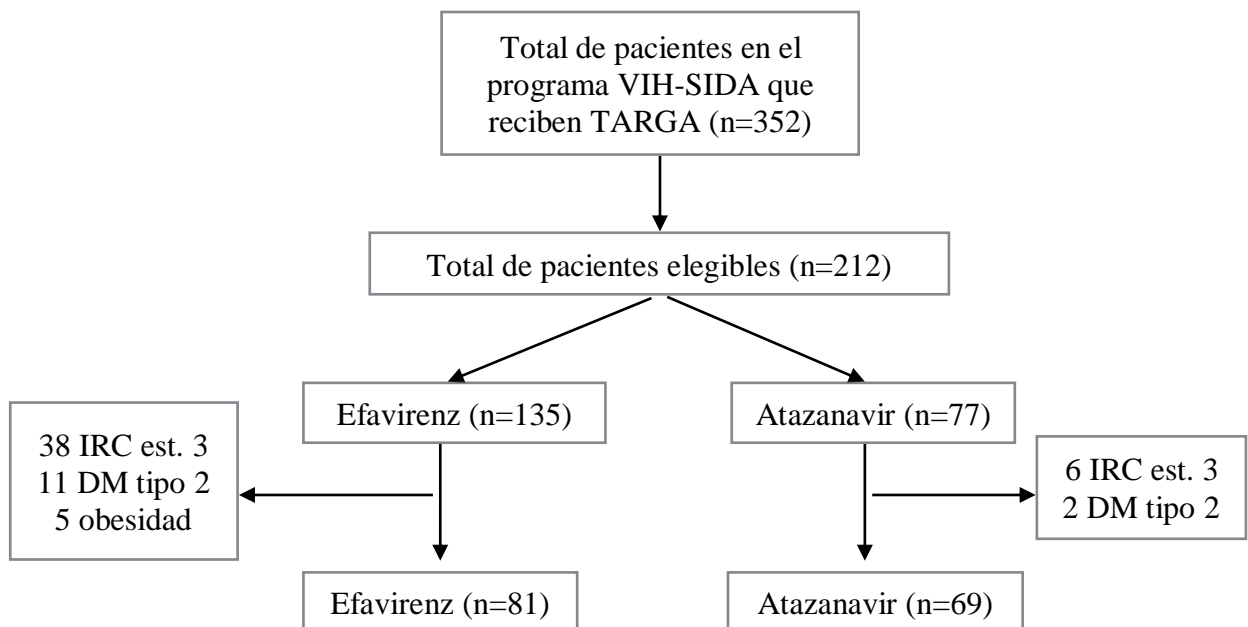 Total de pacientes en el
programa VIH-SIDA que
reciben TARGA (n=352)
Total de pacientes elegibles (n=212)
Efavirenz (n=135)
Atazanavir (n=77)
38 IRC est. 3
11 DM tipo 2
5 obesidad
6 IRC est. 3
2 DM tipo 2
Efavirenz (n=81)
Atazanavir (n=69)